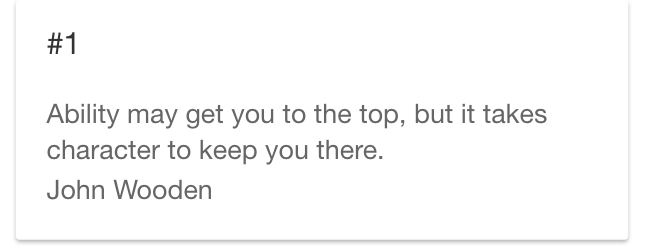 #1
Ability may get you to the top, but it takes
character to keep you there.
John Wooden